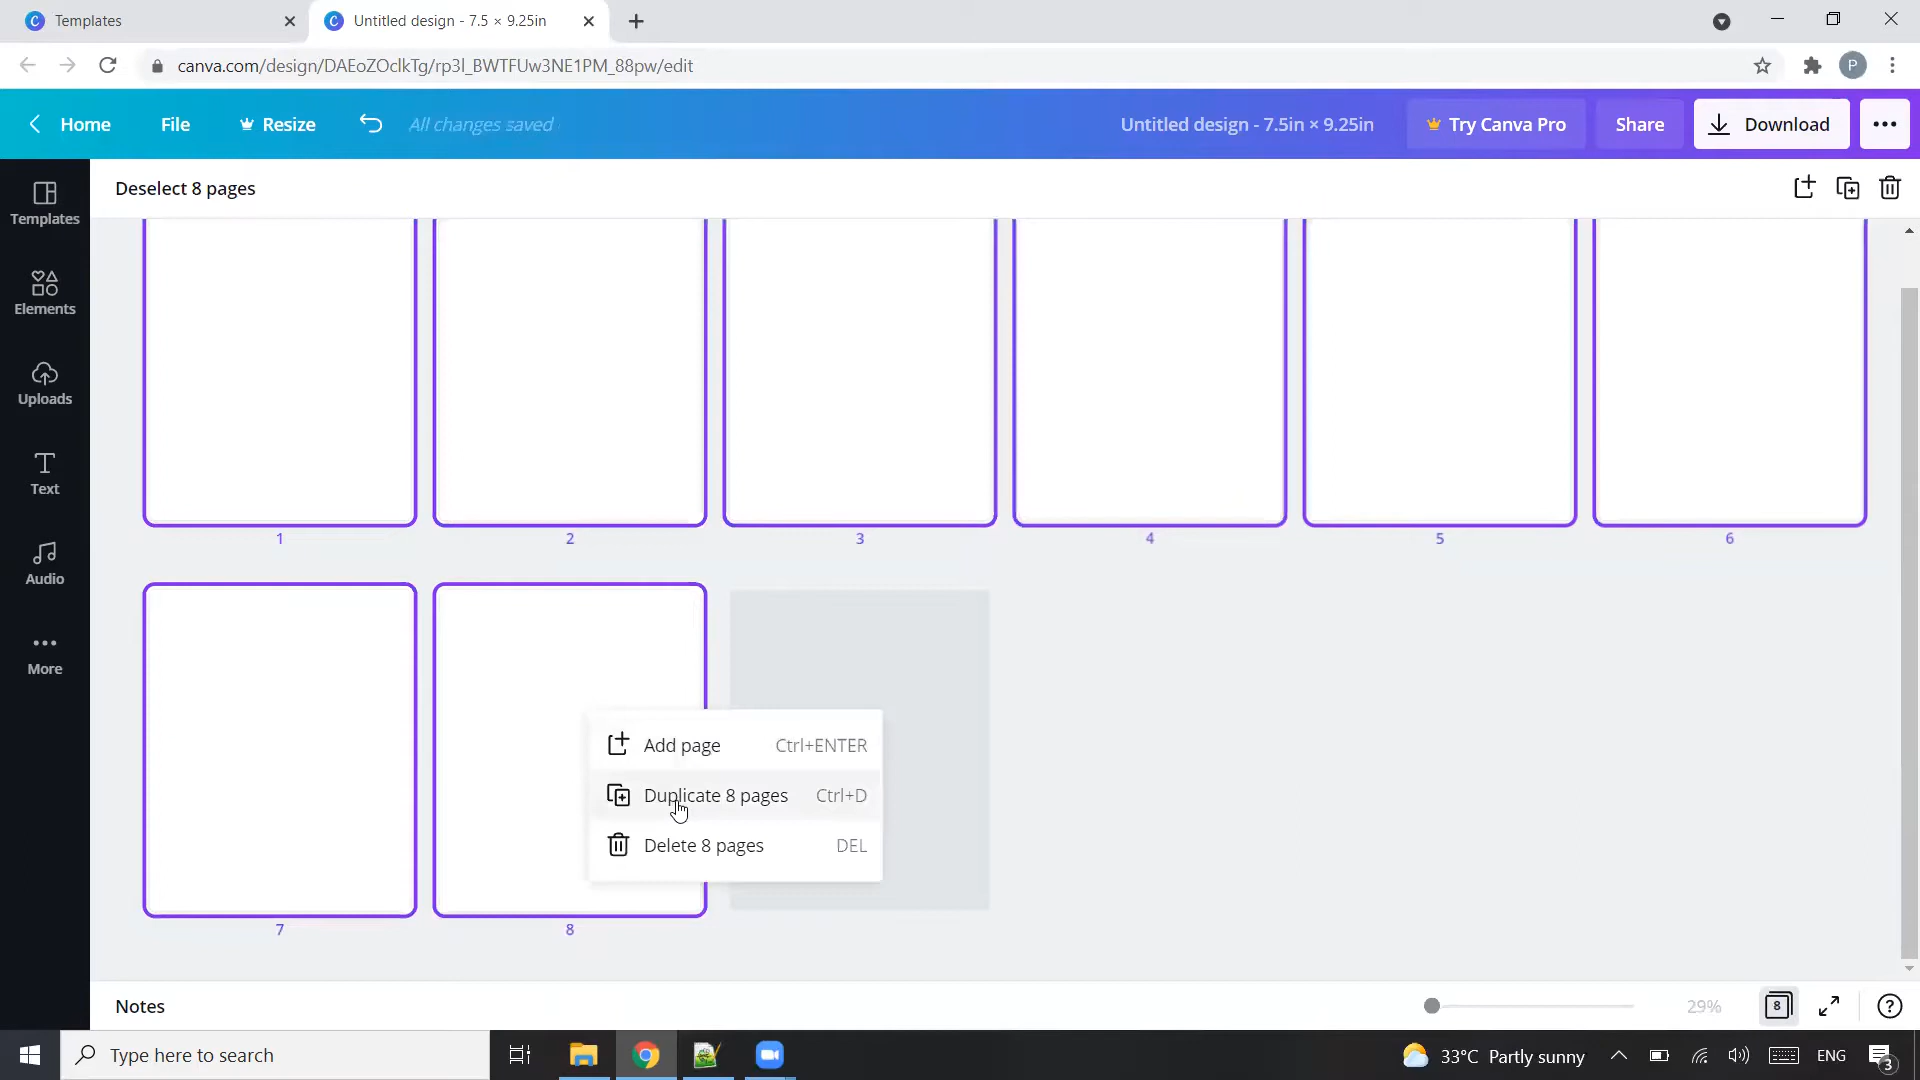 Templates
Untitled design - 7.5 × 9.25in
canva.com/design/DAEoZOclkTg/rp3l_BWTFUw3NE1PM_88pw/edit
P
Home
File
Resize
All changes saved
Untitled design - 7.5in × 9.25in
Try Canva Pro
Share
Download
Templates
Elements
Uploads
Text
Audio
More
Deselect 8 pages
1
2
3
4
5
6
7
8
Add page Ctrl+ENTER
Duplicate 8 pages Ctrl+D
Delete 8 pages DEL
Notes
29%
8
Type here to search
33°C Partly sunny
ENG
3